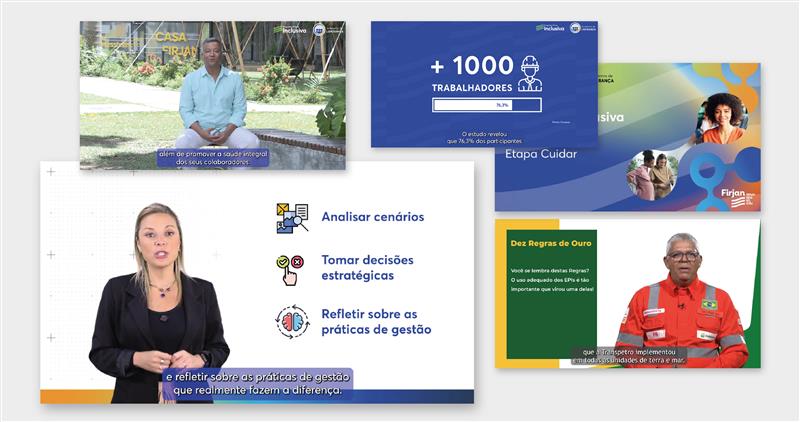 CASA
FIRJAN
inclusiva
além de promover a saúde integral
dos seus colaboradores
inclusiva
+ 1000
TRABALHADORES
76,3%
O estudo revelou
que 76,3% dos participantes
Etapa Cuidar
Firjan
Analisar cenários
Tomar decisões
estratégicas
Refletir sobre as
práticas de gestão
e refletir sobre as práticas de gestão
que realmente fazem a diferença.
Dez Regras de Ouro
Você se lembra destas Regras?
O uso adequado dos EPIs é tão
importante que virou uma delas!
que a Transpetro implementou
em todas as unidades de terra e mar.